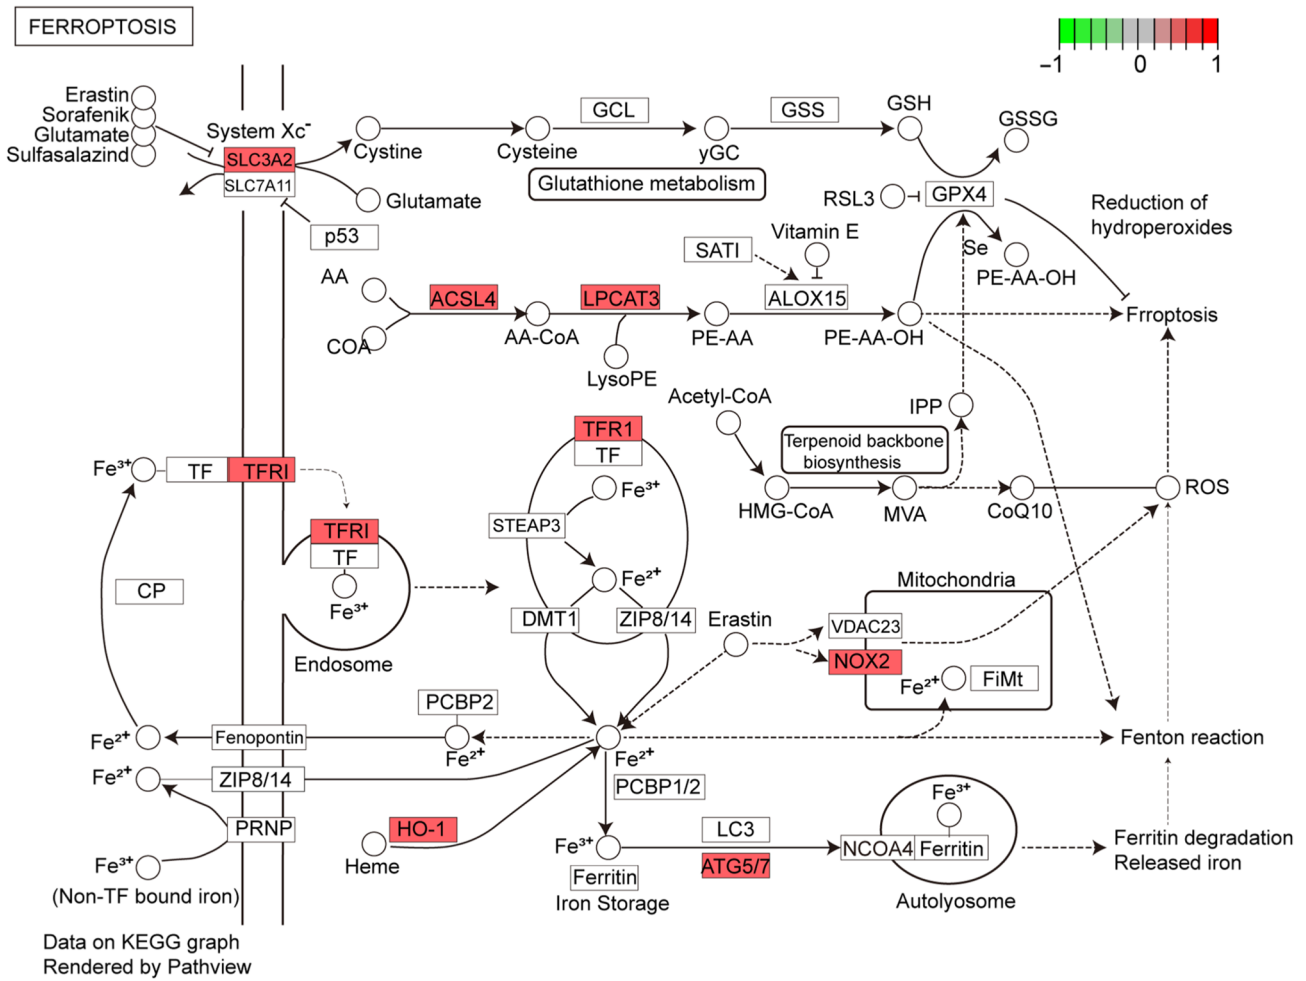 FERROPTOSIS
−1 0 1
Erastin
Sorafenik
Glutamate
Sulfasalazind
System Xc-
SLC3A2
SLC7A11
p53
Cystine
Glutamate
Cysteine
GCL
yGC
GSS
GSH
GSSG
Glutathione metabolism
RSL3
GPX4
Reduction of
hydroperoxides
Se
PE-AA-OH
SATI
Vitamin E
ALOX15
AA
COA
ACSL4
AA-CoA
LPCAT3
LysoPE
PE-AA
PE-AA-OH
Frroptosis
Acetyl-CoA
IPP
Terpenoid backbone
biosynthesis
HMG-CoA
MVA
CoQ10
ROS
Fe³⁺
TF
TFRI
TFRI
TF
Fe³⁺
Endosome
CP
TFR1
TF
Fe³⁺
STEAP3
Fe²⁺
DMT1
ZIP8/14
Erastin
Mitochondria
VDAC23
NOX2
Fe²⁺
FiMt
Fe²⁺
Fenopontin
PCBP2
Fe²⁺
Fe²⁺
Fenton reaction
Fe²⁺
ZIP8/14
PRNP
Fe³⁺
(Non-TF bound iron)
HO-1
Heme
PCBP1/2
Fe³⁺
Ferritin
Iron Storage
LC3
ATG5/7
Fe³⁺
NCOA4
Ferritin
Autolyosome
Ferritin degradation
Released iron
Data on KEGG graph
Rendered by Pathview